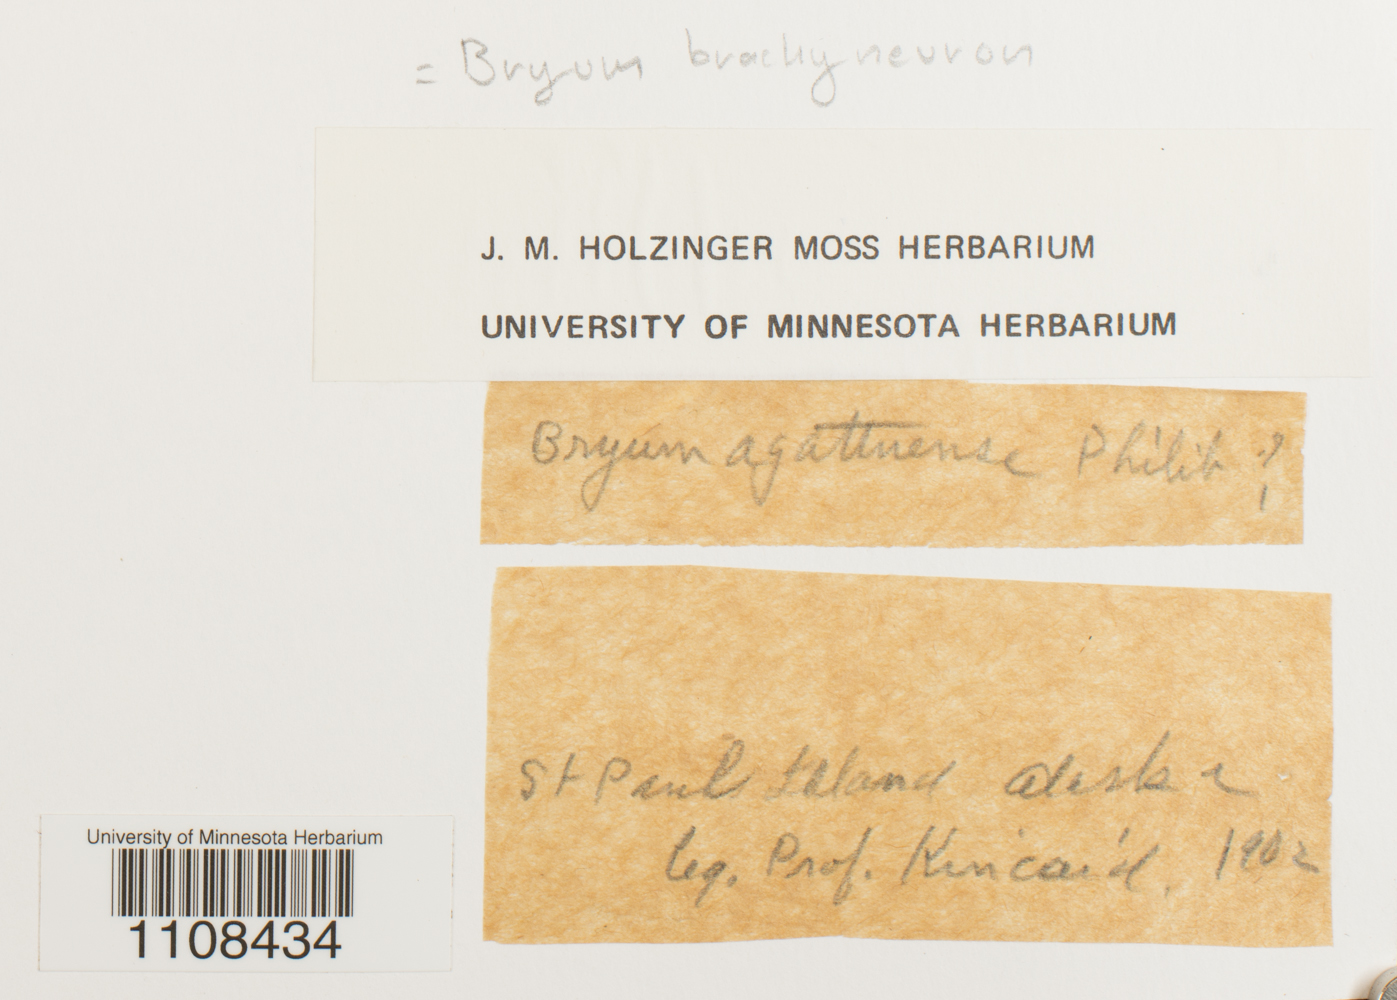 = Bryum brachyneuron
J. M. HOLZINGER MOSS HERBARIUM
UNIVERSITY OF MINNESOTA HERBARIUM
Bryum agattuense Philib ?!
St Paul Island Alaska
leg. Prof. Kincaid. 1902
University of Minnesota Herbarium
1108434